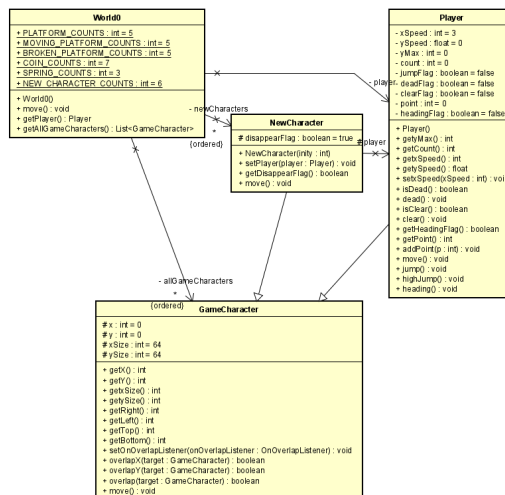 World0
+ PLATFORM_COUNTS : int = 5
+ MOVING_PLATFORM_COUNTS : int = 5
+ BROKEN_PLATFORM_COUNTS : int = 5
+ COIN_COUNTS : int = 7
+ SPRING_COUNTS : int = 3
+ NEW_CHARACTER_COUNTS : int = 6
+ World0()
+ move() : void
+ getPlayer() : Player
+ getAllGameCharacters() : List<GameCharacter>
Player
- xSpeed : int = 3
- ySpeed : float = 0
- yMax : int = 0
- count : int = 0
- jumpFlag : boolean = false
- deadFlag : boolean = false
- clearFlag : boolean = false
- point : int = 0
- headingFlag : boolean = false
+ Player()
+ getyMax() : int
+ getCount() : int
+ getxSpeed() : int
+ getySpeed() : float
+ setxSpeed(xSpeed : int) : voi
+ isDead() : boolean
+ dead() : void
+ isClear() : boolean
+ clear() : void
+ getHeadingFlag() : boolean
+ getPoint() : int
+ addPoint(p : int) : void
+ move() : void
+ jump() : void
+ highJump() : void
+ heading() : void
- player
- newCharacters
*
{ordered}
NewCharacter
# disappearFlag : boolean = true
+ NewCharacter(inity : int)
+ setPlayer(player : Player) : void
+ getDisappearFlag() : boolean
+ move() : void
# player
- allGameCharacters
*
{ordered}
GameCharacter
# x : int = 0
# y : int = 0
# xSize : int = 64
# ySize : int = 64
+ getX() : int
+ getY() : int
+ getxSize() : int
+ getySize() : int
+ getRight() : int
+ getLeft() : int
+ getTop() : int
+ getBottom() : int
+ setOnOverlapListener(onOverlapListener : OnOverlapListener) : void
+ overlapX(target : GameCharacter) : boolean
+ overlapY(target : GameCharacter) : boolean
+ overlap(target : GameCharacter) : boolean
+ move() : void